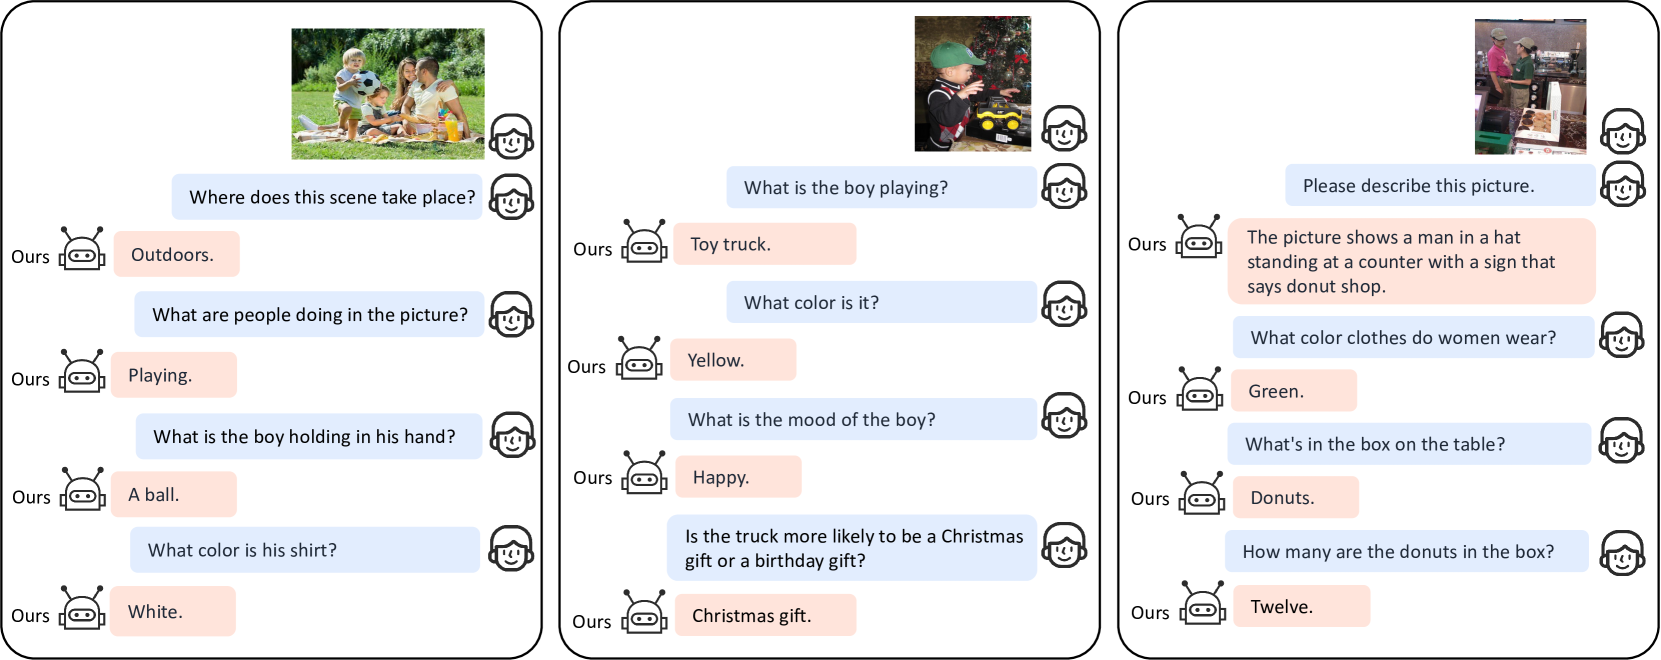 Where does this scene take place?
Ours
Outdoors.
What are people doing in the picture?
Ours
Playing.
What is the boy holding in his hand?
Ours
A ball.
What color is his shirt?
Ours
White.
What is the boy playing?
Ours
Toy truck.
What color is it?
Ours
Yellow.
What is the mood of the boy?
Ours
Happy.
Is the truck more likely to be a Christmas
gift or a birthday gift?
Ours
Christmas gift.
Please describe this picture.
Ours
The picture shows a man in a hat
standing at a counter with a sign that
says donut shop.
What color clothes do women wear?
Ours
Green.
What's in the box on the table?
Ours
Donuts.
How many are the donuts in the box?
Ours
Twelve.